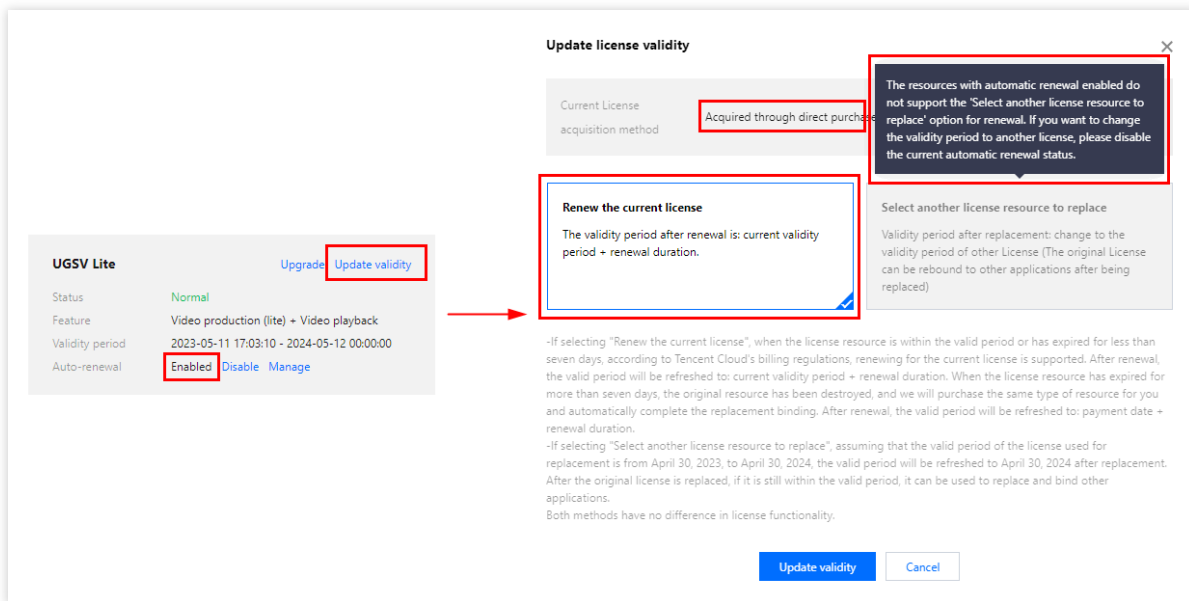 Update license validity
Current License
acquisition method
Acquired through direct purchase
The resources with automatic renewal enabled do
not support the 'Select another license resource to
replace' option for renewal. If you want to change
the validity period to another license, please disable
the current automatic renewal status.
Renew the current license
The validity period after renewal is: current validity
period + renewal duration.
Select another license resource to replace
Validity period after replacement: change to the
validity period of other License (The original License
can be rebound to other applications after being
replaced)
UGSV Lite
Upgrade Update validity
Status Normal
Feature Video production (lite) + Video playback
Validity period 2023-05-11 17:03:10 - 2024-05-12 00:00:00
Auto-renewal Enabled Disable Manage
-If selecting "Renew the current license", when the license resource is within the valid period or has expired for less than
seven days, according to Tencent Cloud's billing regulations, renewing for the current license is supported. After renewal,
the valid period will be refreshed to: current validity period + renewal duration. When the license resource has expired for
more than seven days, the original resource has been destroyed, and we will purchase the same type of resource for you
and automatically complete the replacement binding. After renewal, the valid period will be refreshed to: payment date +
renewal duration.
-If selecting "Select another license resource to replace", assuming that the valid period of the license used for
replacement is from April 30, 2023, to April 30, 2024, the valid period will be refreshed to April 30, 2024 after replacement.
After the original license is replaced, if it is still within the valid period, it can be used to replace and bind other
applications.
Both methods have no difference in license functionality.
Update validity
Cancel